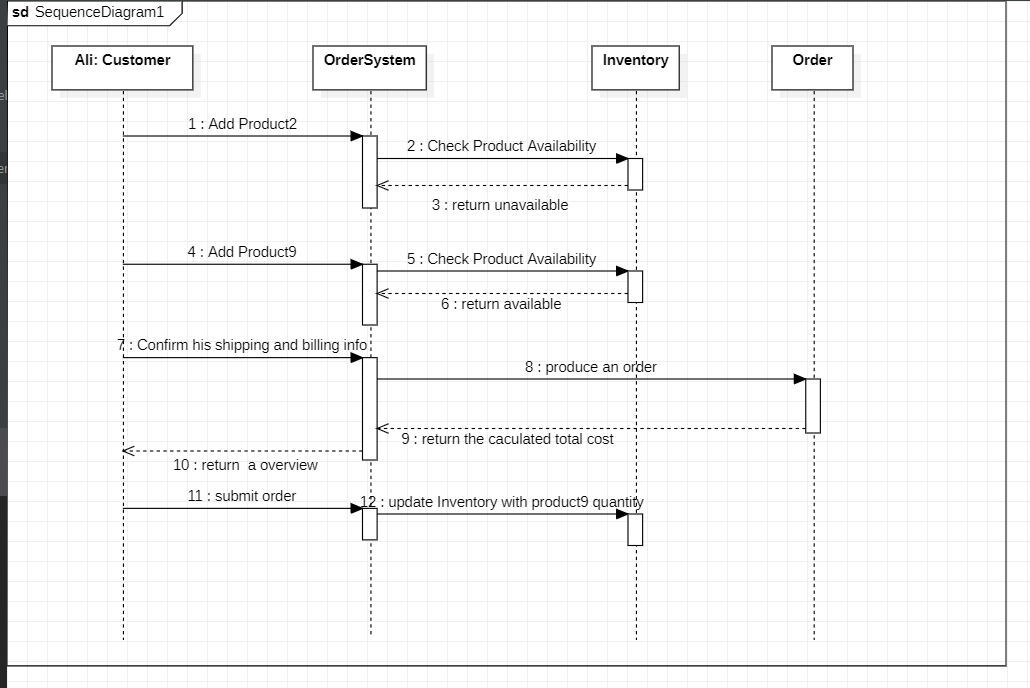 sd SequenceDiagram1
Ali: Customer
OrderSystem
Inventory
Order
1 : Add Product2
2 : Check Product Availability
3 : return unavailable
4 : Add Product9
5 : Check Product Availability
6 : return available
7 : Confirm his shipping and billing info
8 : produce an order
9 : return the caculated total cost
10 : return  a overview
11 : submit order
12 : update Inventory with product9 quantity